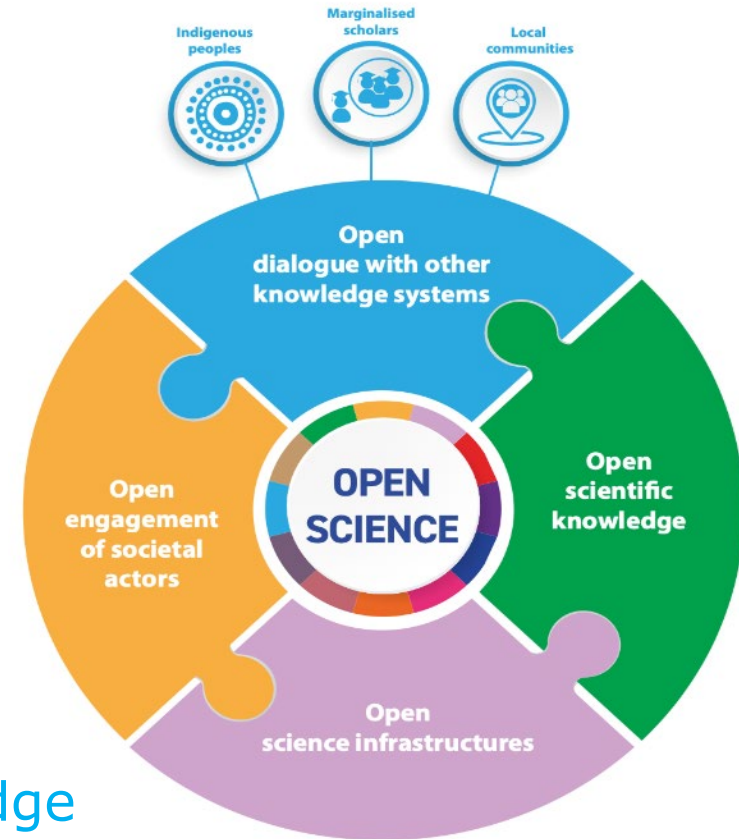 Indigenous
peoples
Marginalised
scholars
Local
communities
Open
dialogue with other
knowledge systems
Open
engagement
of societal
actors
OPEN
SCIENCE
Open
scientific
knowledge
Open
science infrastructures
dge